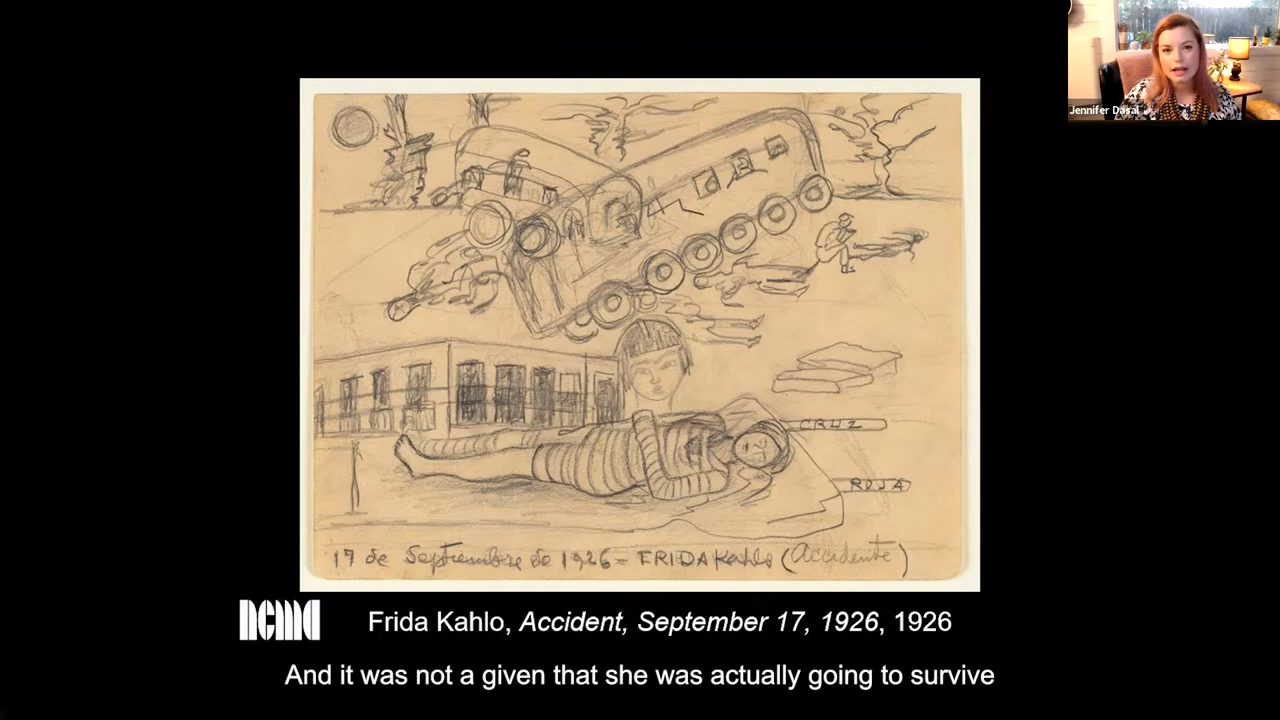 Jennifer Dasal
CRUZ
ROJA
17 de Septiembre de 1926 = FRIDA Kahlo (Accidente)
ncma
Frida Kahlo, Accident, September 17, 1926, 1926
And it was not a given that she was actually going to survive